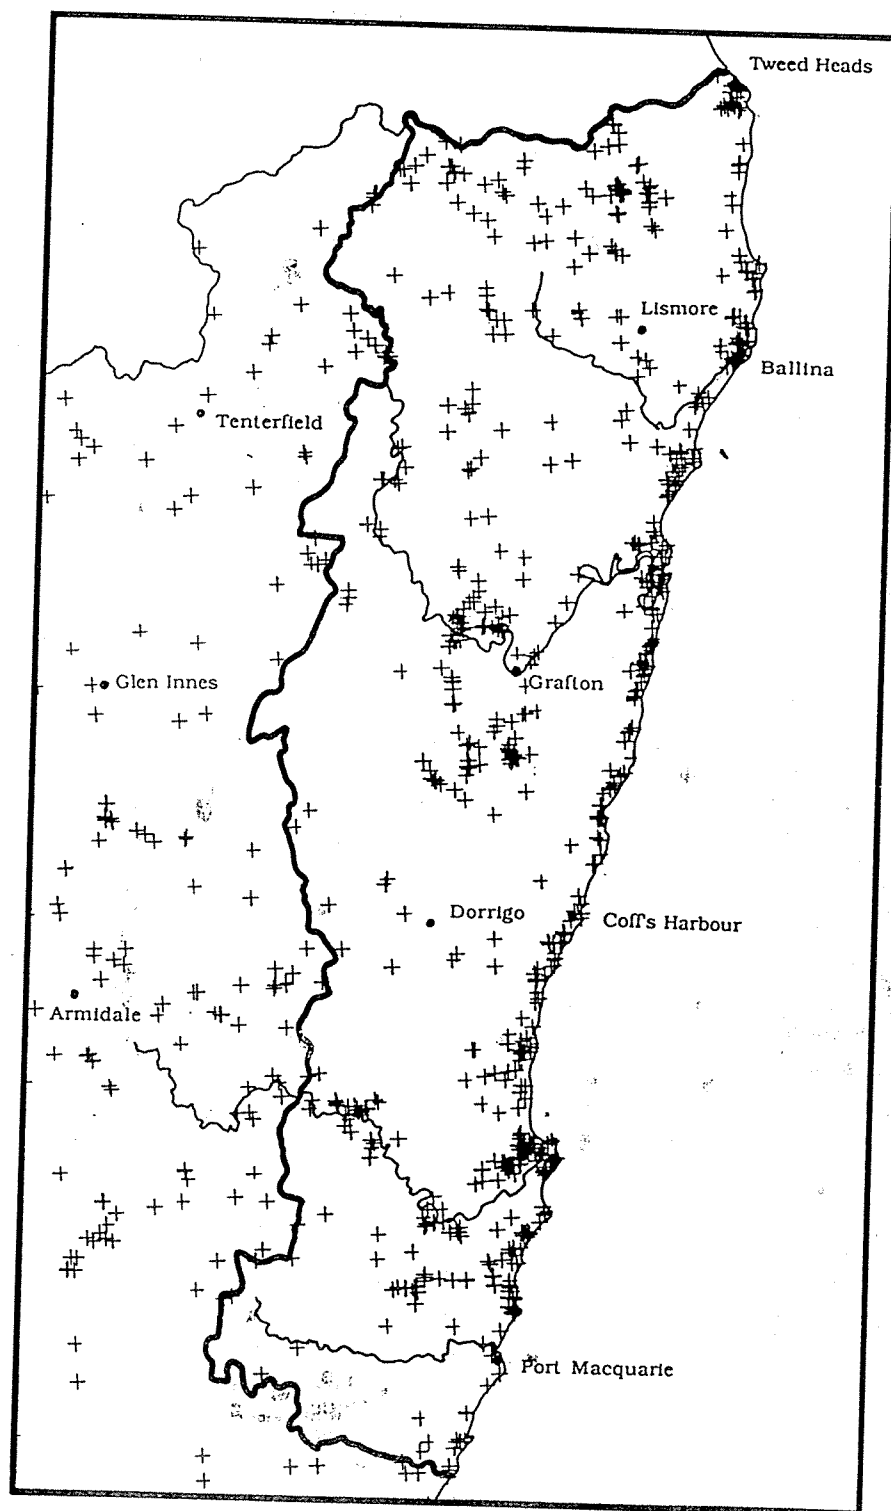 Tweed Heads
Lismore
Ballina
Tenterfield
Glen Innes
Grafton
Dorrigo
Coff's Harbour
Armidale
Port Macquarie